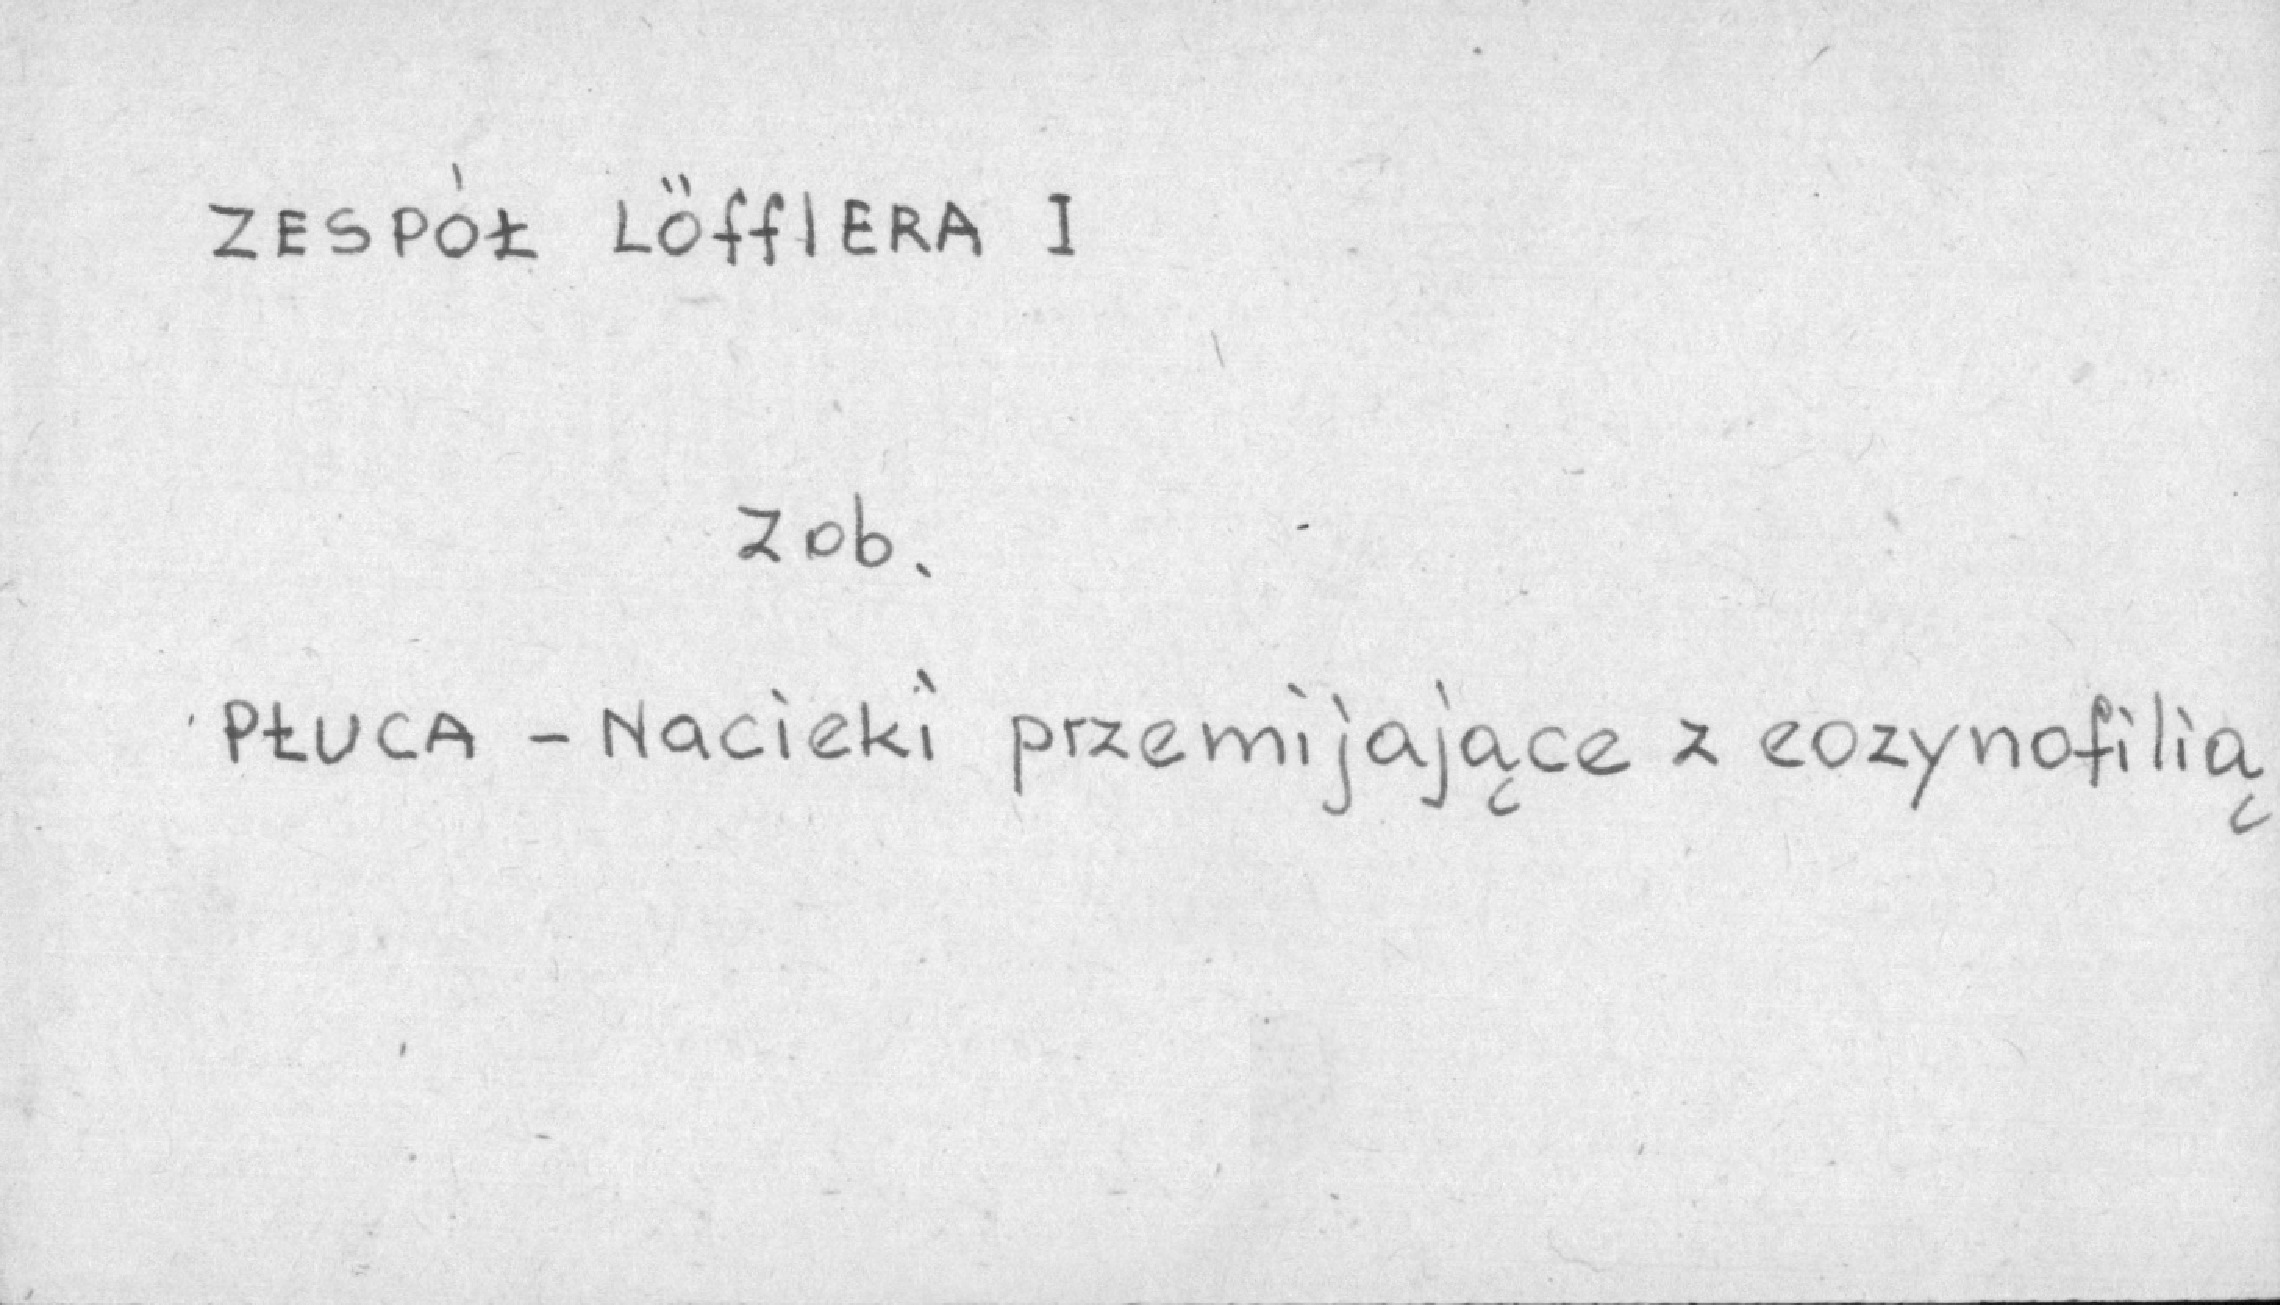 ZESPÓŁ LöfflERA I
zob.
PŁUCA - Nacieki przemijające z eozynofilią